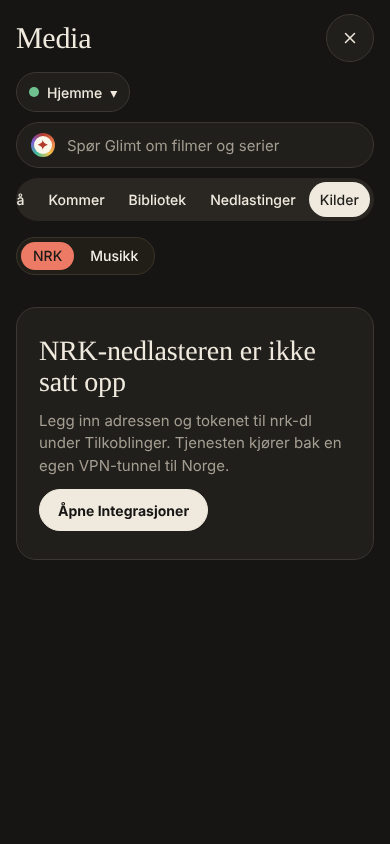 Media
Hjemme ▾
Spør Glimt om filmer og serier
å Kommer Bibliotek Nedlastinger Kilder
NRK Musikk
NRK-nedlasteren er ikke
satt opp
Legg inn adressen og tokenet til nrk-dl
under Tilkoblinger. Tjenesten kjører bak en
egen VPN-tunnel til Norge.
Åpne Integrasjoner